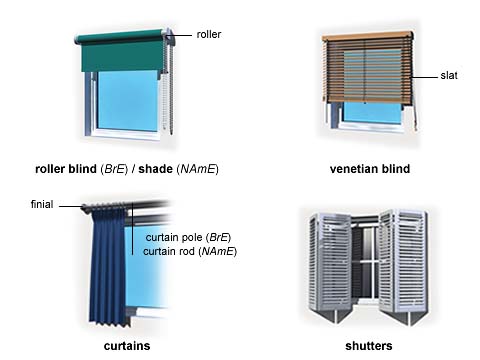 roller
slat
roller blind (BrE) / shade (NAmE)
venetian blind
finial
curtain pole (BrE)
curtain rod (NAmE)
curtains
shutters